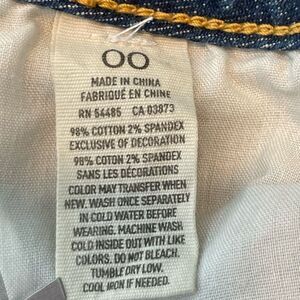 00
MADE IN CHINA
FABRIQUÉ EN CHINE
RN 54485 CA 03873
98% COTTON 2% SPANDEX
EXCLUSIVE OF DECORATION
98% COTTON 2% SPANDEX
SANS LES DÉCORATIONS
COLOR MAY TRANSFER WHEN
NEW. WASH ONCE SEPARATELY
IN COLD WATER BEFORE
WEARING. MACHINE WASH
COLD INSIDE OUT WITH LIKE
COLORS. DO NOT BLEACH.
TUMBLE DRY LOW.
COOL IRON IF NEEDED.